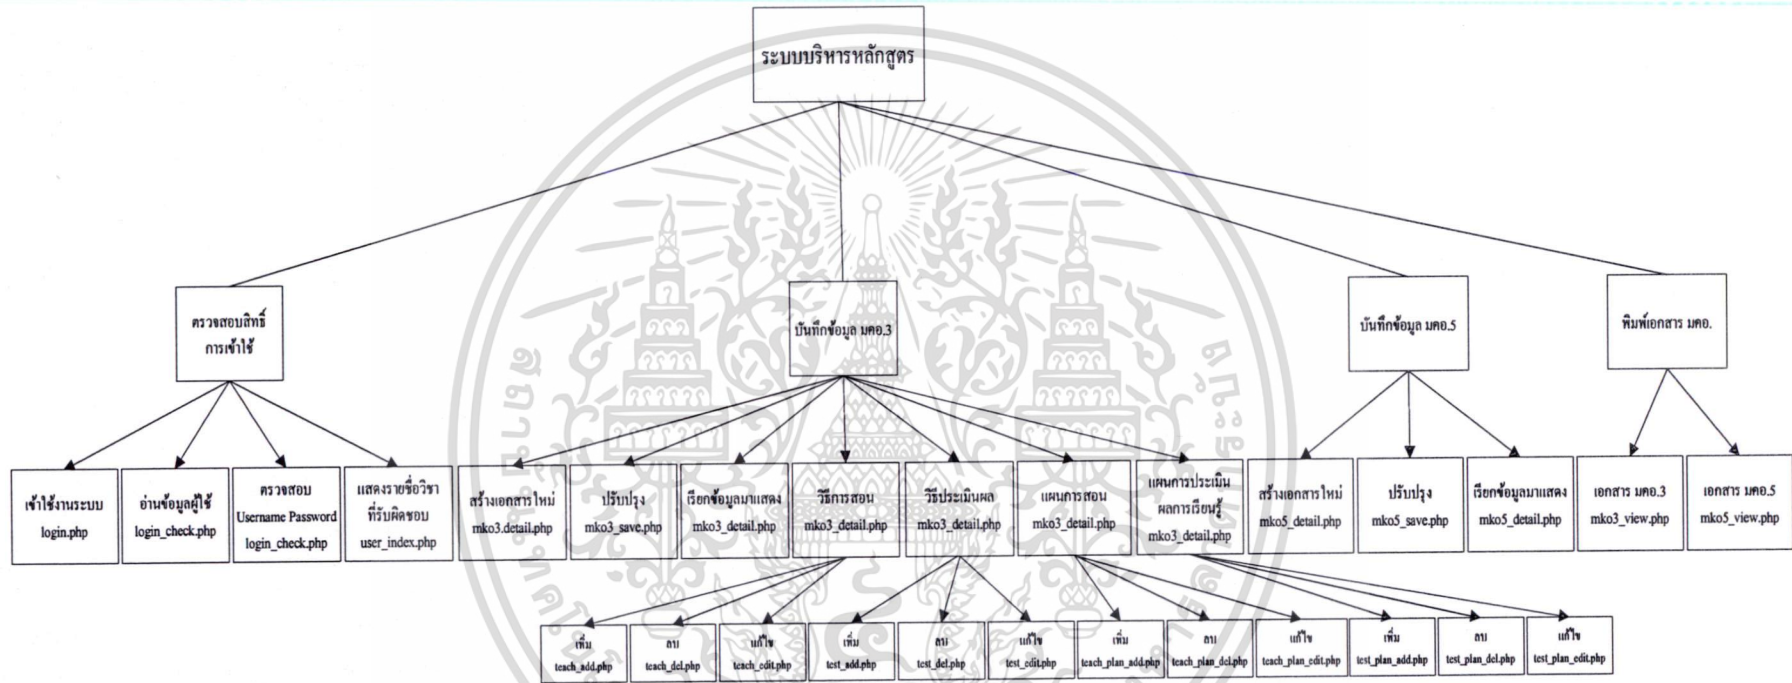 ระบบบริหารหลักสูตร
ตรวจสอบสิทธิ์
การเข้าใช้
บันทึกข้อมูล มคอ.3
บันทึกข้อมูล มคอ.5
พิมพ์เอกสาร มคอ.
เข้าใช้งานระบบ
login.php
อ่านข้อมูลผู้ใช้
login_check.php
ตรวจสอบ
Username Password
login_check.php
แสดงรายชื่อวิชา
ที่รับผิดชอบ
user_index.php
สร้างเอกสารใหม่
mko3.detail.php
ปรับปรุง
mko3_save.php
เรียกข้อมูลมาแสดง
mko3_detail.php
วิธีการสอน
mko3_detail.php
วิธีประเมินผล
mko3_detail.php
แผนการสอน
mko3_detail.php
แผนการประเมิน
ผลการเรียนรู้
mko3_detail.php
สร้างเอกสารใหม่
mko5_detail.php
ปรับปรุง
mko5_save.php
เรียกข้อมูลมาแสดง
mko5_detail.php
เอกสาร มคอ.3
mko3_view.php
เอกสาร มคอ.5
mko5_view.php
เพิ่ม
teach_add.php
ลบ
teach_del.php
แก้ไข
teach_edit.php
เพิ่ม
test_add.php
ลบ
test_del.php
แก้ไข
test_edit.php
เพิ่ม
teach_plan_add.php
ลบ
teach_plan_del.php
แก้ไข
teach_plan_edit.php
เพิ่ม
test_plan_add.php
ลบ
test_plan_del.php
แก้ไข
test_plan_edit.php